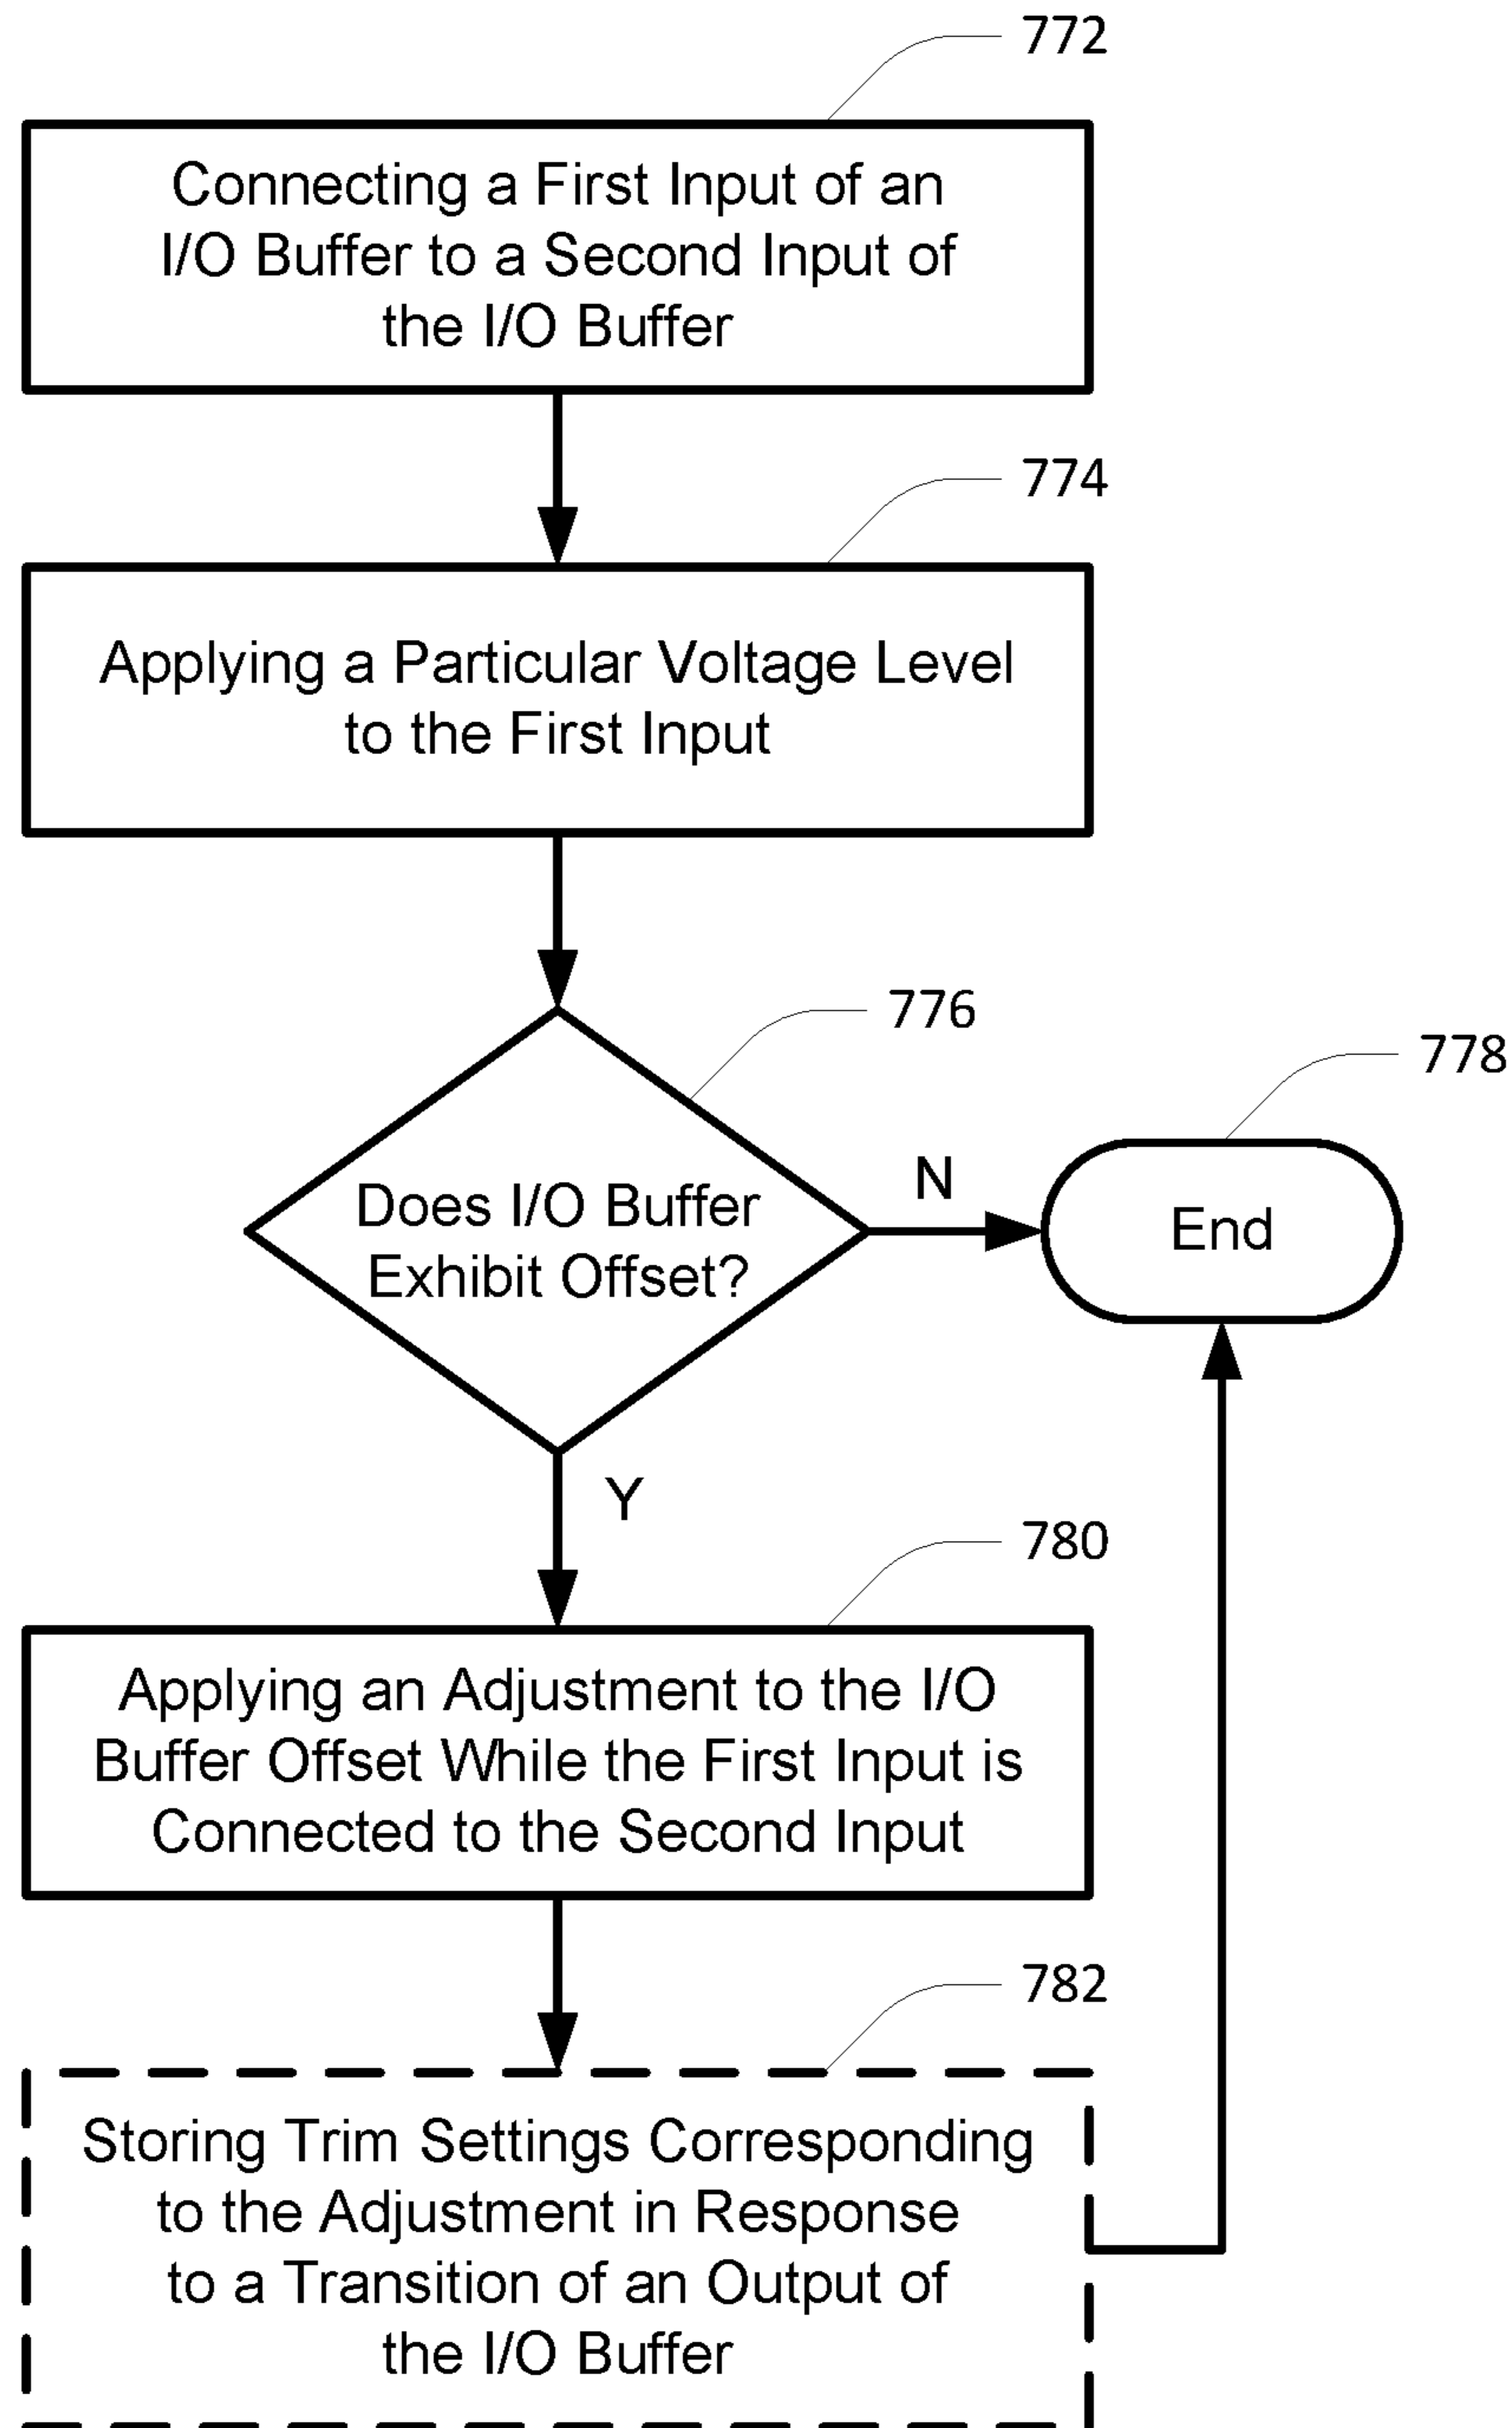 772
Connecting a First Input of an
I/O Buffer to a Second Input of
the I/O Buffer
774
Applying a Particular Voltage Level
to the First Input
776
778
Does I/O Buffer
Exhibit Offset?
N
End
Y
780
Applying an Adjustment to the I/O
Buffer Offset While the First Input is
Connected to the Second Input
782
Storing Trim Settings Corresponding
to the Adjustment in Response
to a Transition of an Output of
the I/O Buffer